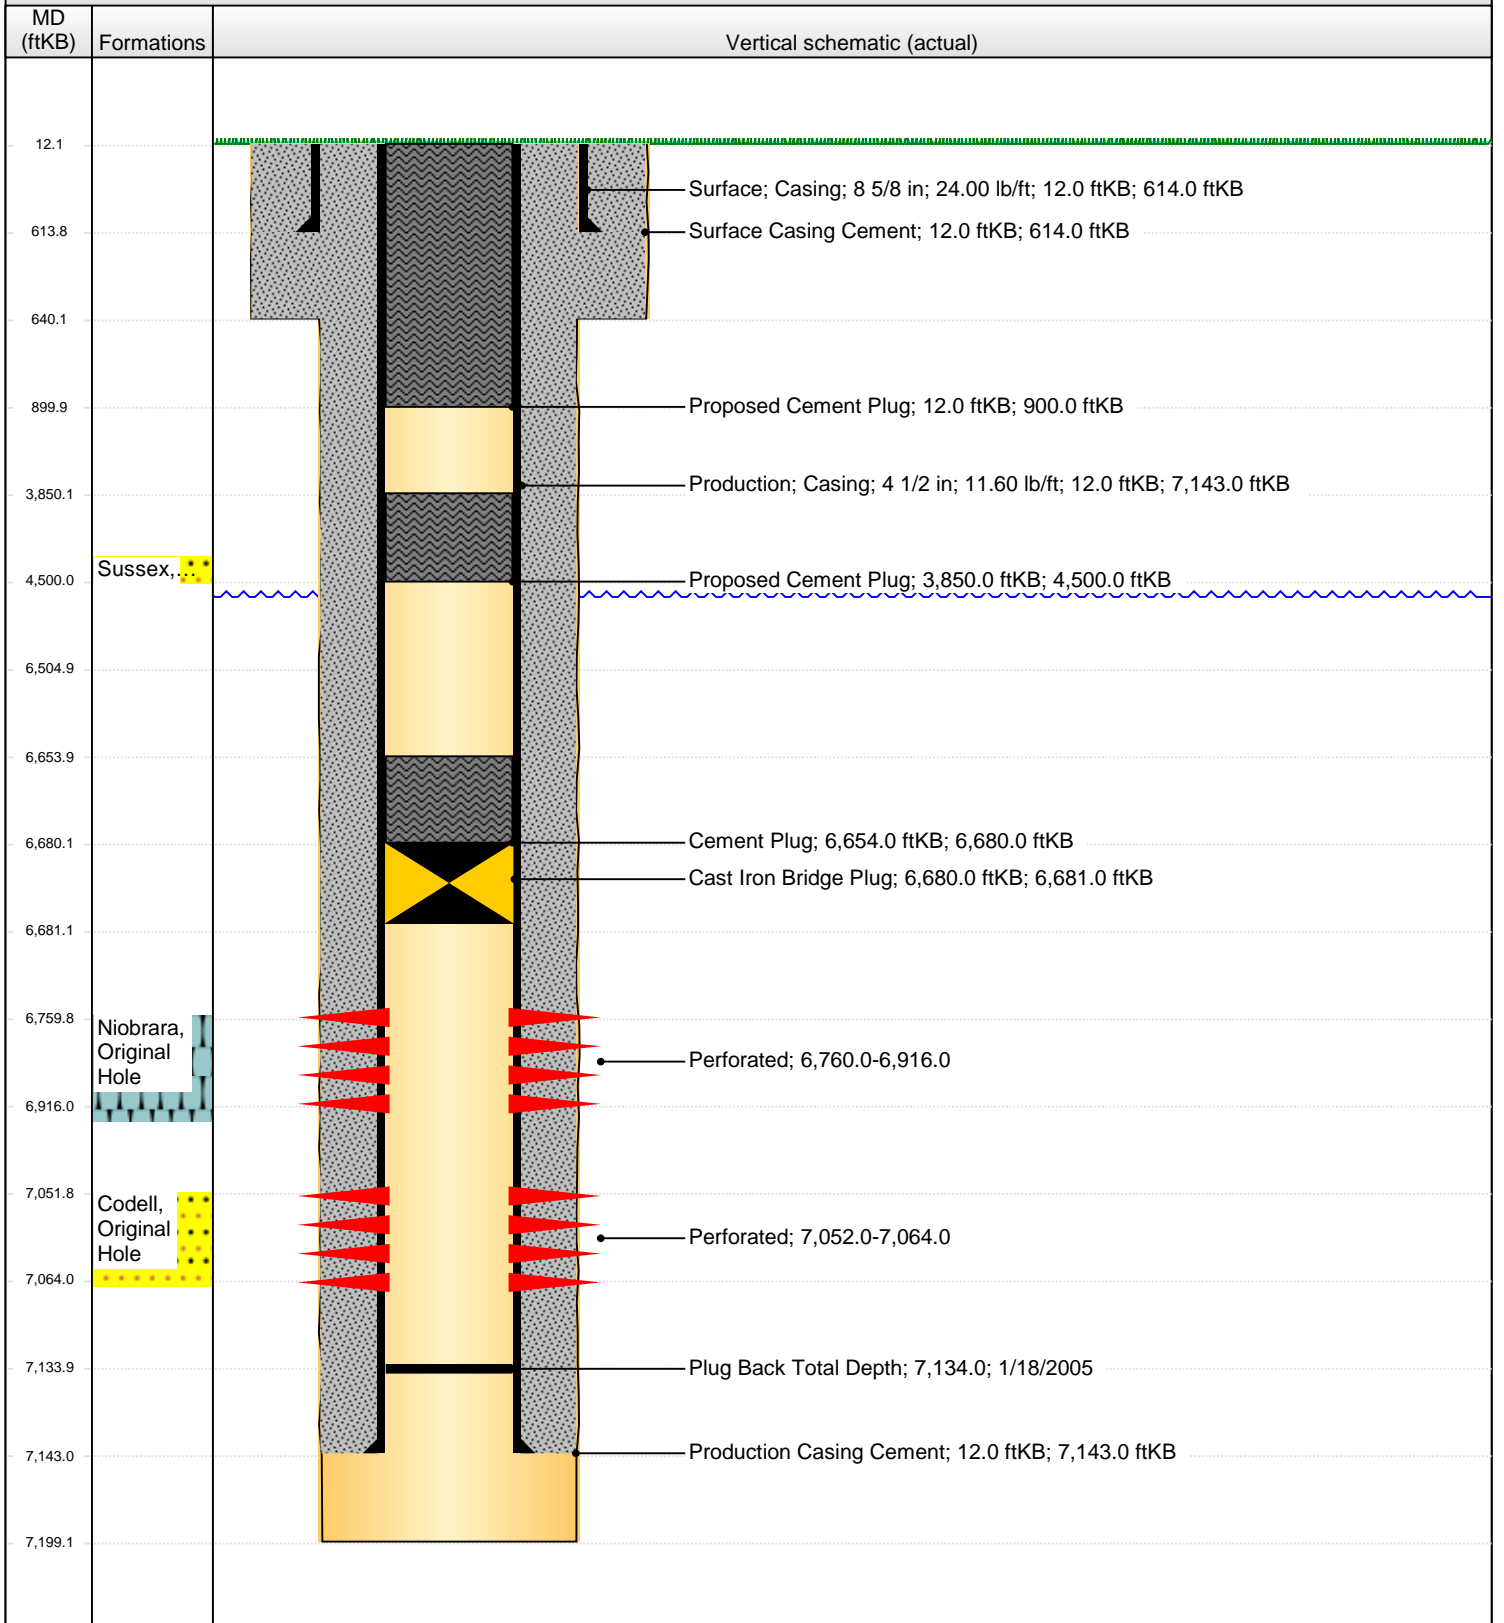 MD
(ftKB)
Formations
Vertical schematic (actual)
12.1
Surface; Casing; 8 5/8 in; 24.00 lb/ft; 12.0 ftKB; 614.0 ftKB
613.8
Surface Casing Cement; 12.0 ftKB; 614.0 ftKB
640.1
899.9
Proposed Cement Plug; 12.0 ftKB; 900.0 ftKB
3,850.1
Production; Casing; 4 1/2 in; 11.60 lb/ft; 12.0 ftKB; 7,143.0 ftKB
Sussex,...
4,500.0
Proposed Cement Plug; 3,850.0 ftKB; 4,500.0 ftKB
6,504.9
6,653.9
6,680.1
Cement Plug; 6,654.0 ftKB; 6,680.0 ftKB
Cast Iron Bridge Plug; 6,680.0 ftKB; 6,681.0 ftKB
6,681.1
6,759.8
Niobrara,
Original
Hole
Perforated; 6,760.0-6,916.0
6,916.0
7,051.8
Codell,
Original
Hole
Perforated; 7,052.0-7,064.0
7,064.0
7,133.9
Plug Back Total Depth; 7,134.0; 1/18/2005
7,143.0
Production Casing Cement; 12.0 ftKB; 7,143.0 ftKB
7,199.1